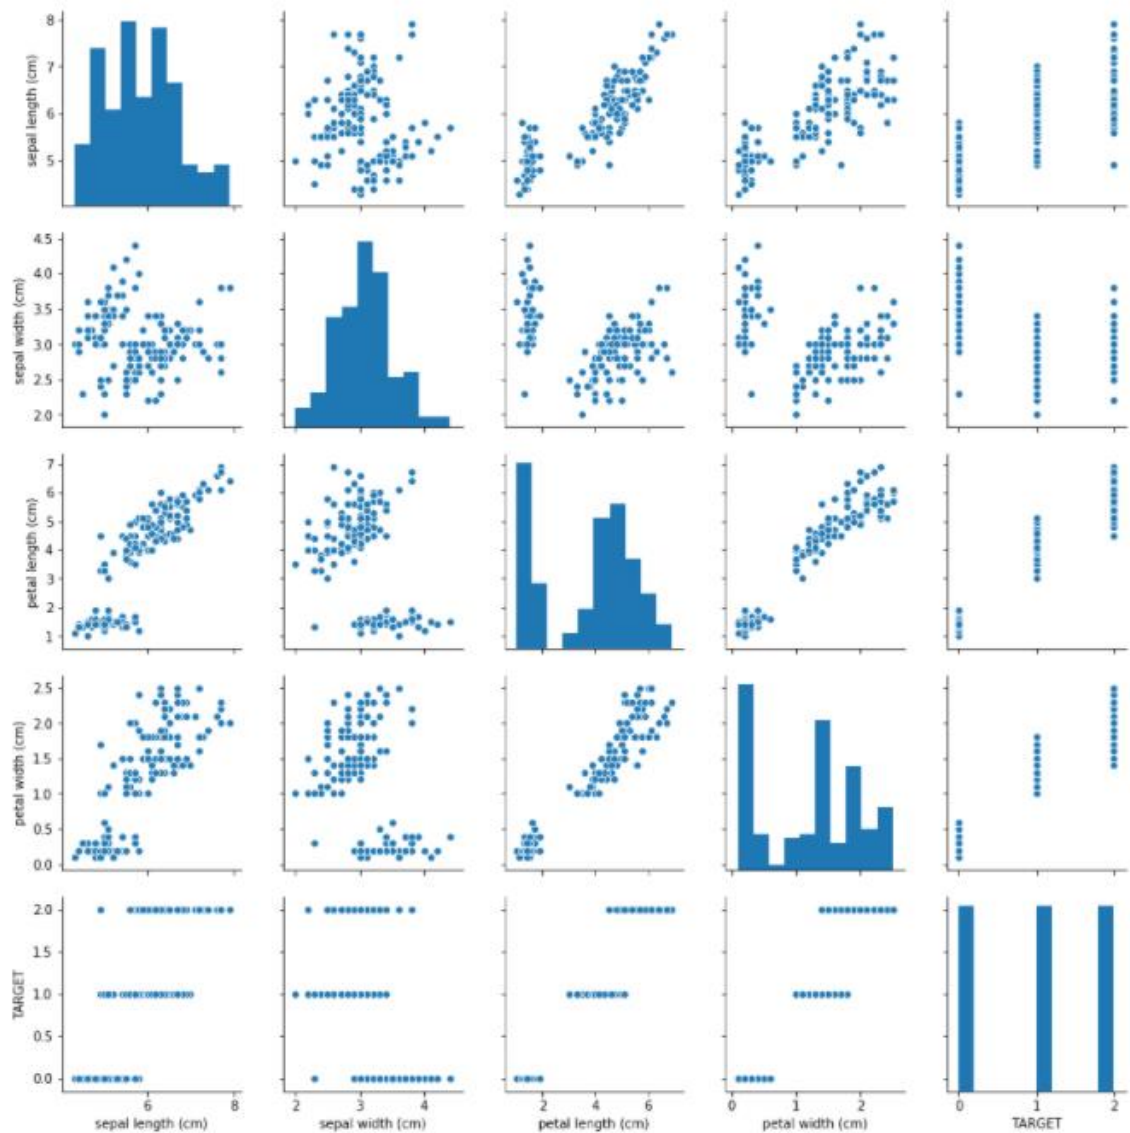 8
7
6
5
sepal length (cm)
4.5
4.0
3.5
3.0
2.5
2.0
sepal width (cm)
7
6
5
4
3
2
1
petal length (cm)
2.5
2.0
1.5
1.0
0.5
0.0
petal width (cm)
2.0
1.5
1.0
0.5
0.0
TARGET
6 8
sepal length (cm)
2 3 4
sepal width (cm)
2 4 6
petal length (cm)
0 1 2
petal width (cm)
0 1 2
TARGET